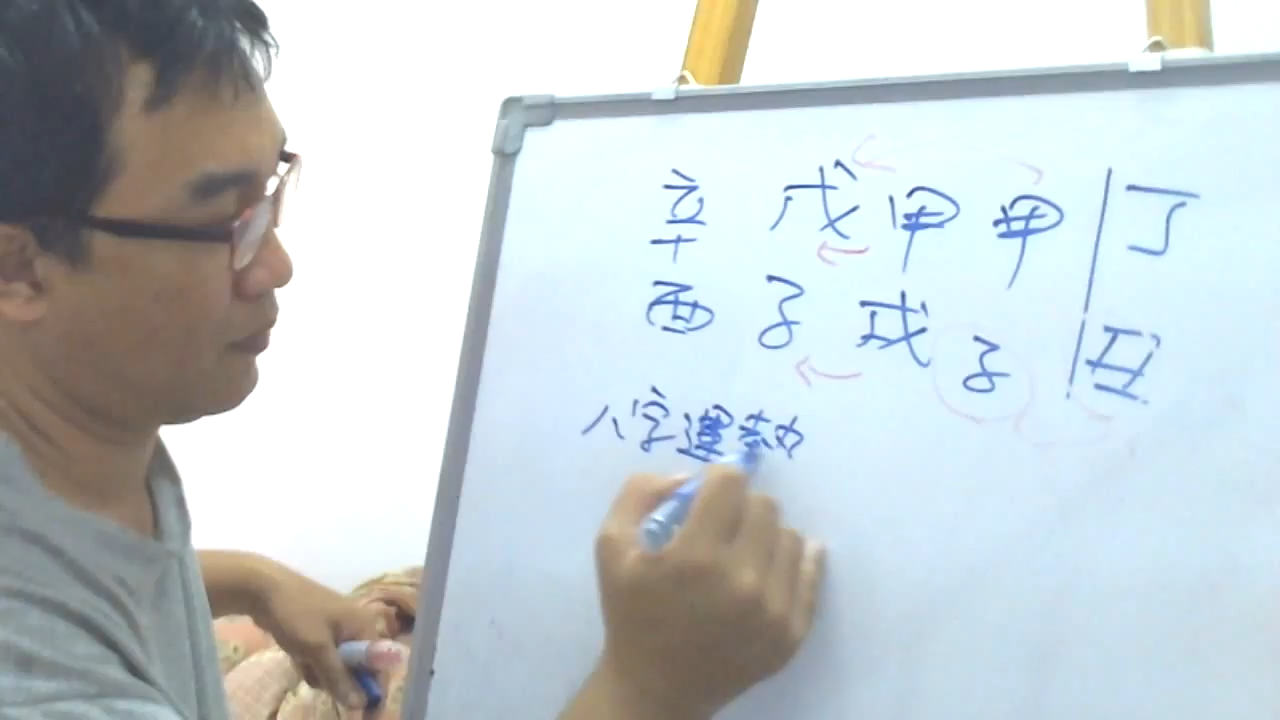 辛 戊 甲 甲 丁
酉 子 戌 子 丑
八字運勢